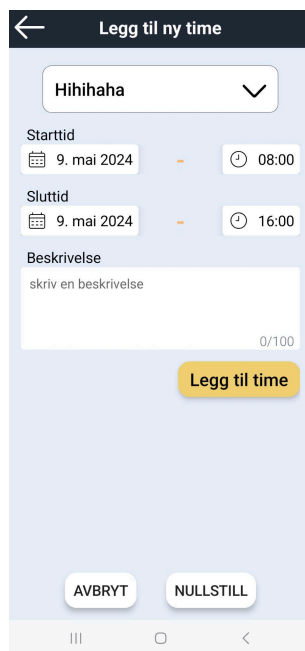 Legg til ny time
Hihihaha
Starttid
9. mai 2024 - 08:00
Sluttid
9. mai 2024 - 16:00
Beskrivelse
skriv en beskrivelse
0/100
Legg til time
AVBRYT NULLSTILL